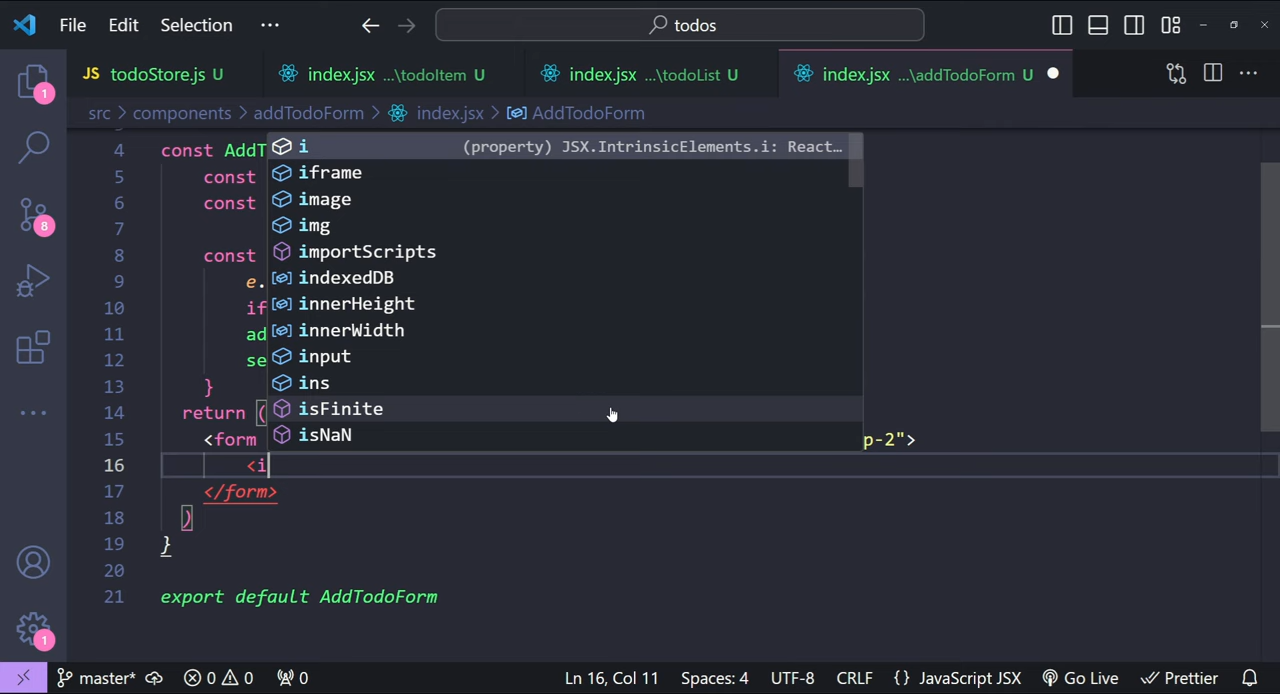 File Edit Selection ··· todos
JS todoStore.js U index.jsx ...\todoItem U index.jsx ...\todoList U index.jsx ...\addTodoForm U
src > components > addTodoForm > index.jsx > AddTodoForm
4 const AddT
5 const
6 const
7
8 const
9 e.
10 if
11 ad
12 se
13 }
14 return (
15 <form p-2">
16 <i
17 </form>
18 )
19 }
20
21 export default AddTodoForm
i (property) JSX.IntrinsicElements.i: React…
iframe
image
img
importScripts
indexedDB
innerHeight
innerWidth
input
ins
isFinite
isNaN
1
8
1
master* 0 0 0 Ln 16, Col 11 Spaces: 4 UTF-8 CRLF {} JavaScript JSX Go Live Prettier